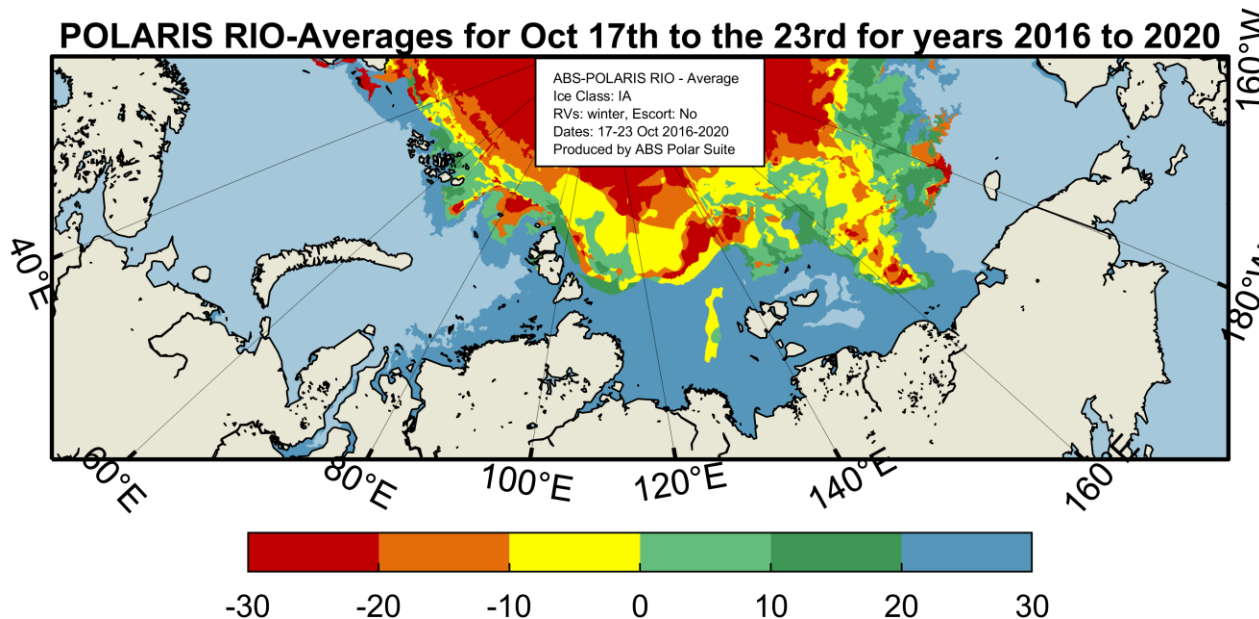 POLARIS RIO-Averages for Oct 17th to the 23rd for years 2016 to 2020
ABS-POLARIS RIO - Average
Ice Class: IA
RVs: winter, Escort: No
Dates: 17-23 Oct 2016-2020
Produced by ABS Polar Suite
160°W
180°W
40°E
60°E
80°E
100°E
120°E
140°E
160°E
-30
-20
-10
0
10
20
30